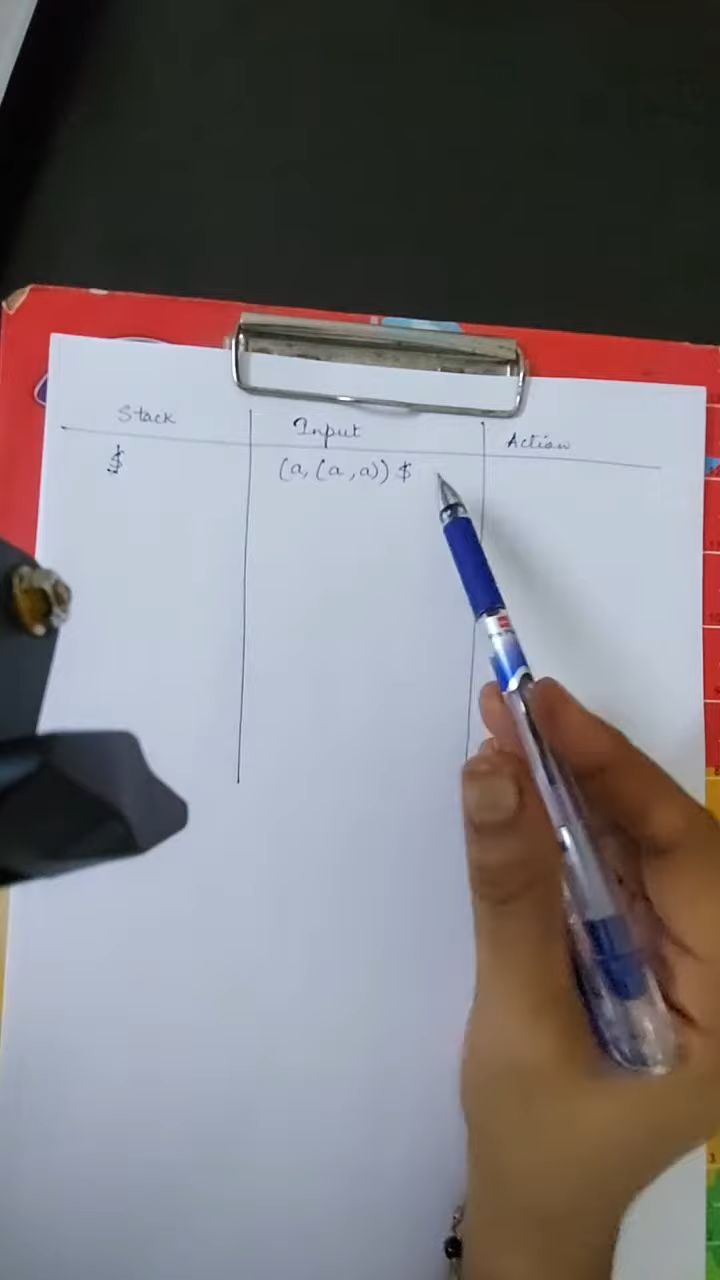 Stack Input Action
$ (a, (a, a)) $